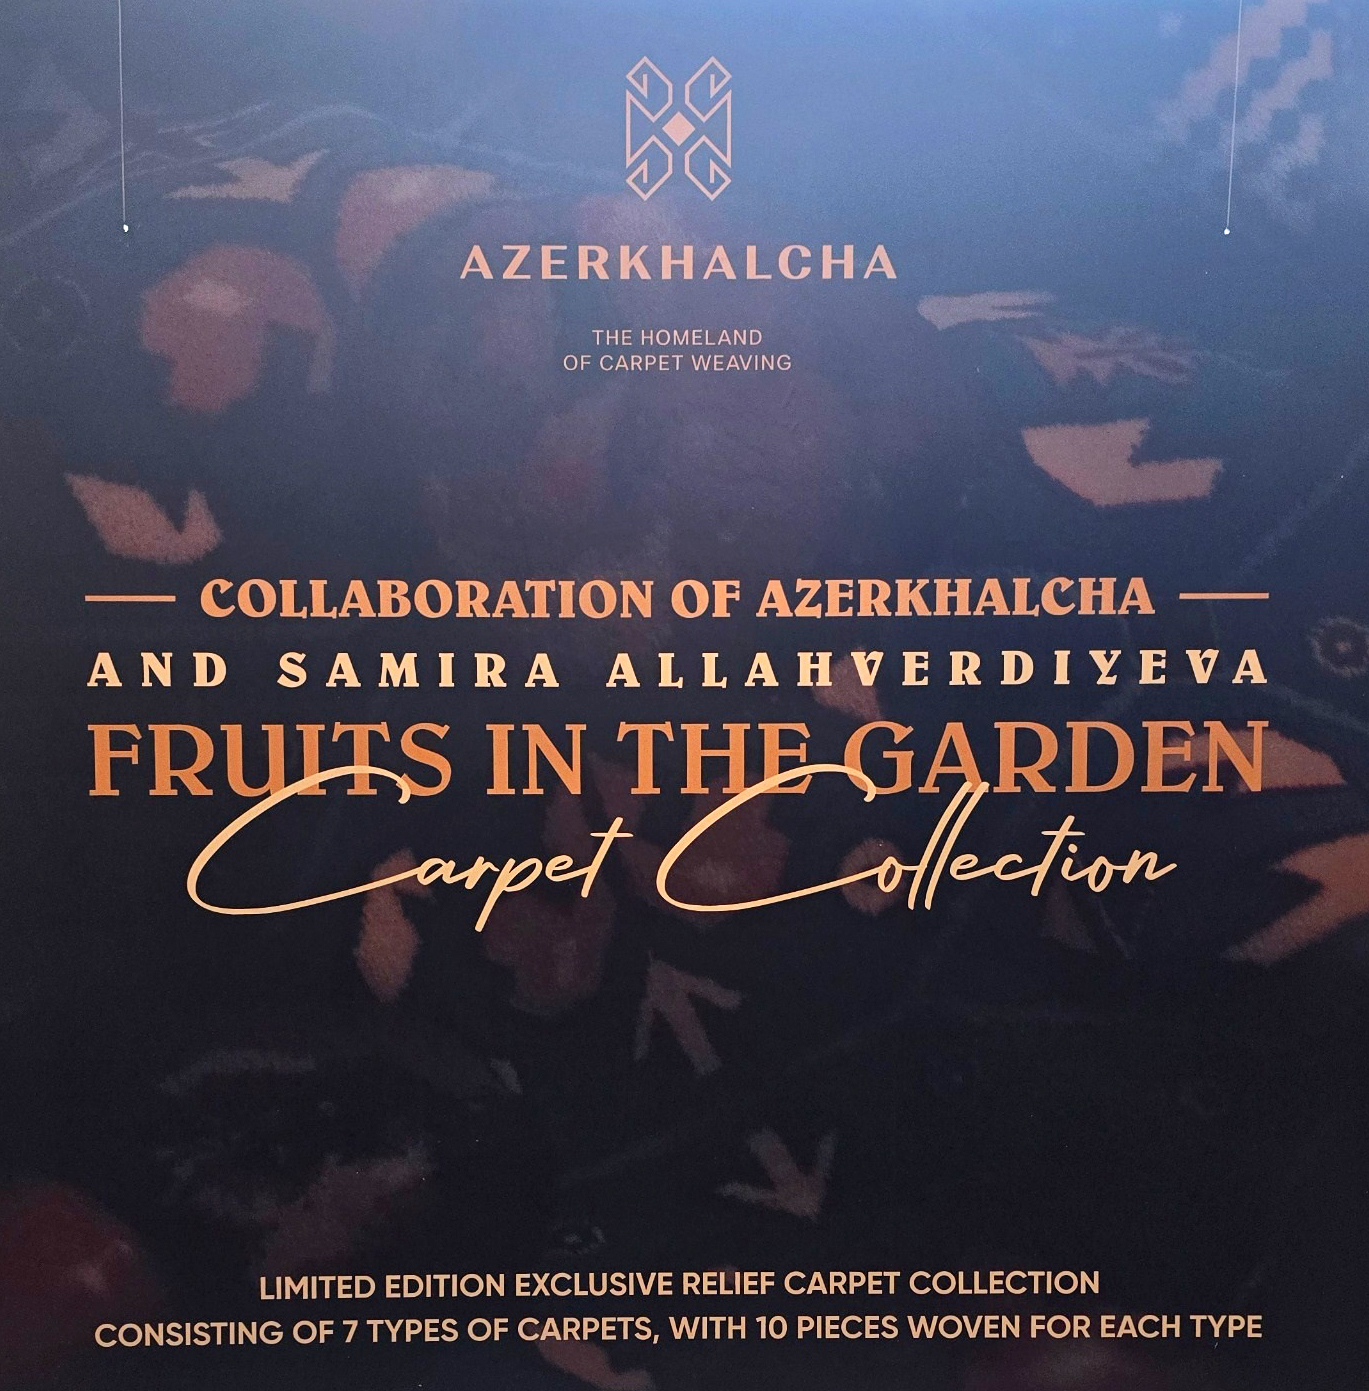 AZERKHALCHA
THE HOMELAND
OF CARPET WEAVING
COLLABORATION OF AZERKHALCHA
AND SAMIRA ALLAHVERDIYEVA
FRUITS IN THE GARDEN
Carpet Collection
LIMITED EDITION EXCLUSIVE RELIEF CARPET COLLECTION
CONSISTING OF 7 TYPES OF CARPETS, WITH 10 PIECES WOVEN FOR EACH TYPE